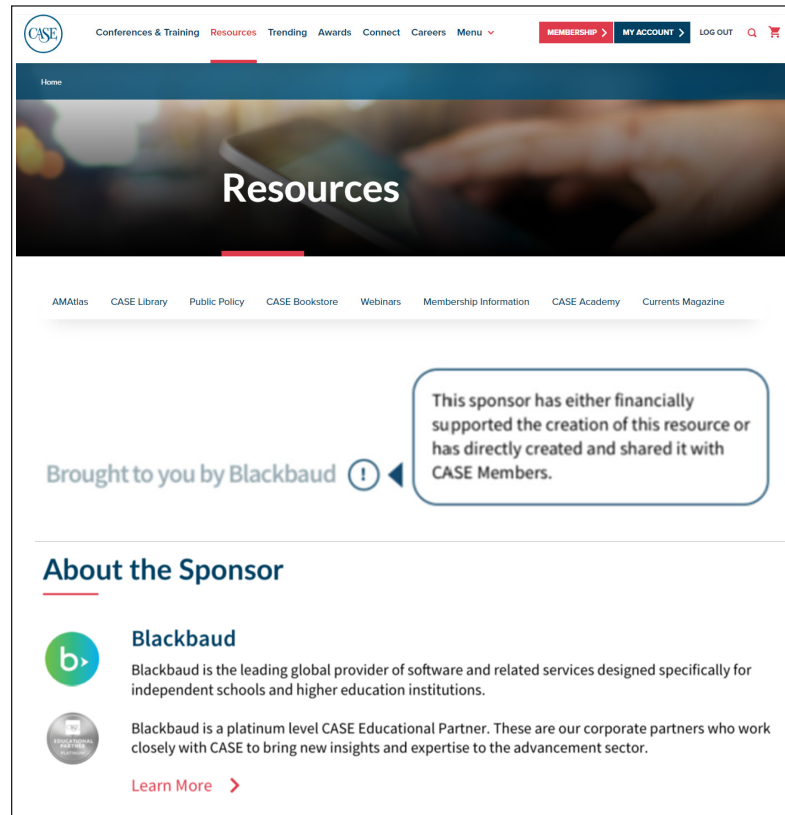 CASE
Conferences & Training Resources Trending Awards Connect Careers Menu
MEMBERSHIP MY ACCOUNT LOG OUT
Home
Resources
AMAtlas CASE Library Public Policy CASE Bookstore Webinars Membership Information CASE Academy Currents Magazine
This sponsor has either financially
supported the creation of this resource or
has directly created and shared it with
CASE Members.
Brought to you by Blackbaud
About the Sponsor
Blackbaud
Blackbaud is the leading global provider of software and related services designed specifically for
independent schools and higher education institutions.
EDUCATIONAL
PARTNER
PLATINUM
Blackbaud is a platinum level CASE Educational Partner. These are our corporate partners who work
closely with CASE to bring new insights and expertise to the advancement sector.
Learn More